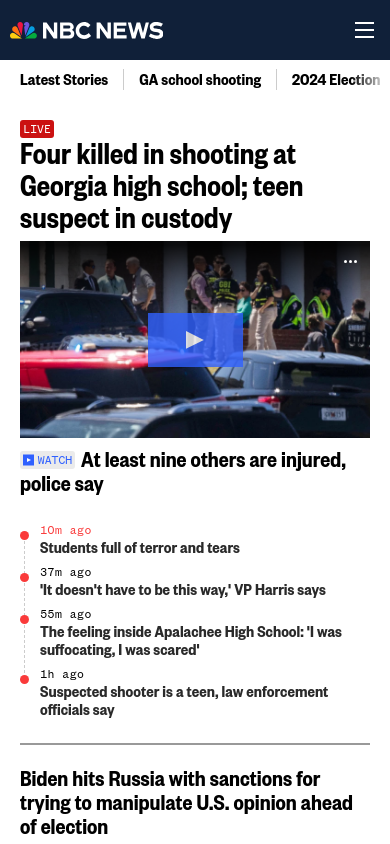 NBC NEWS
Latest Stories
GA school shooting
2024 Election
LIVE
Four killed in shooting at
Georgia high school; teen
suspect in custody
WATCH At least nine others are injured,
police say
10m ago
Students full of terror and tears
37m ago
'It doesn't have to be this way,' VP Harris says
55m ago
The feeling inside Apalachee High School: 'I was
suffocating, I was scared'
1h ago
Suspected shooter is a teen, law enforcement
officials say
Biden hits Russia with sanctions for
trying to manipulate U.S. opinion ahead
of election